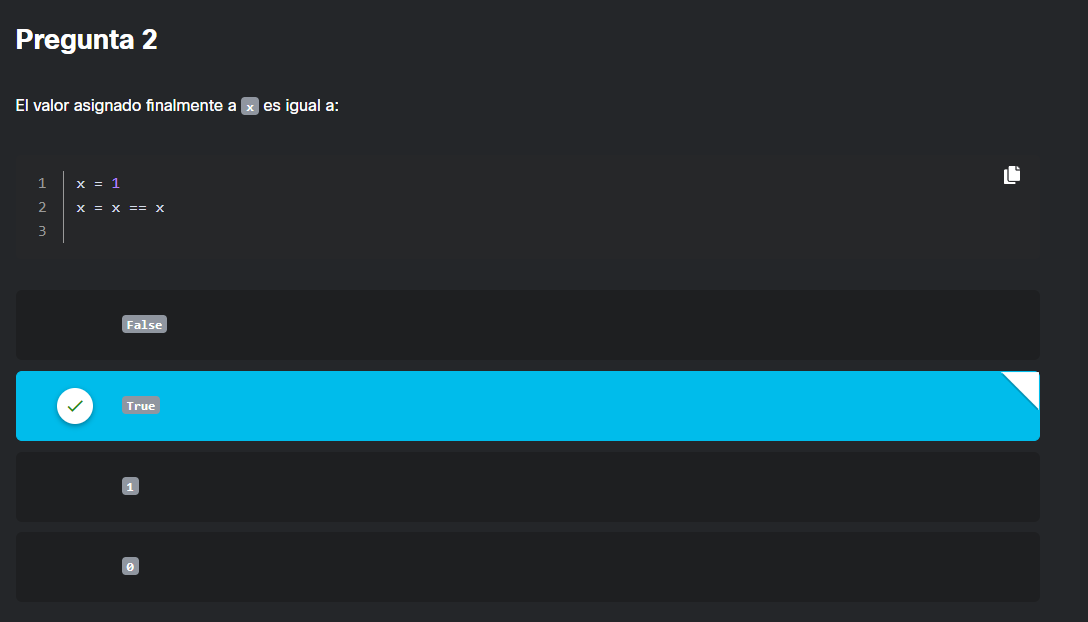 Pregunta 2
El valor asignado finalmente a x es igual a:
1 x = 1
2 x = x == x
3
False
True
1
0